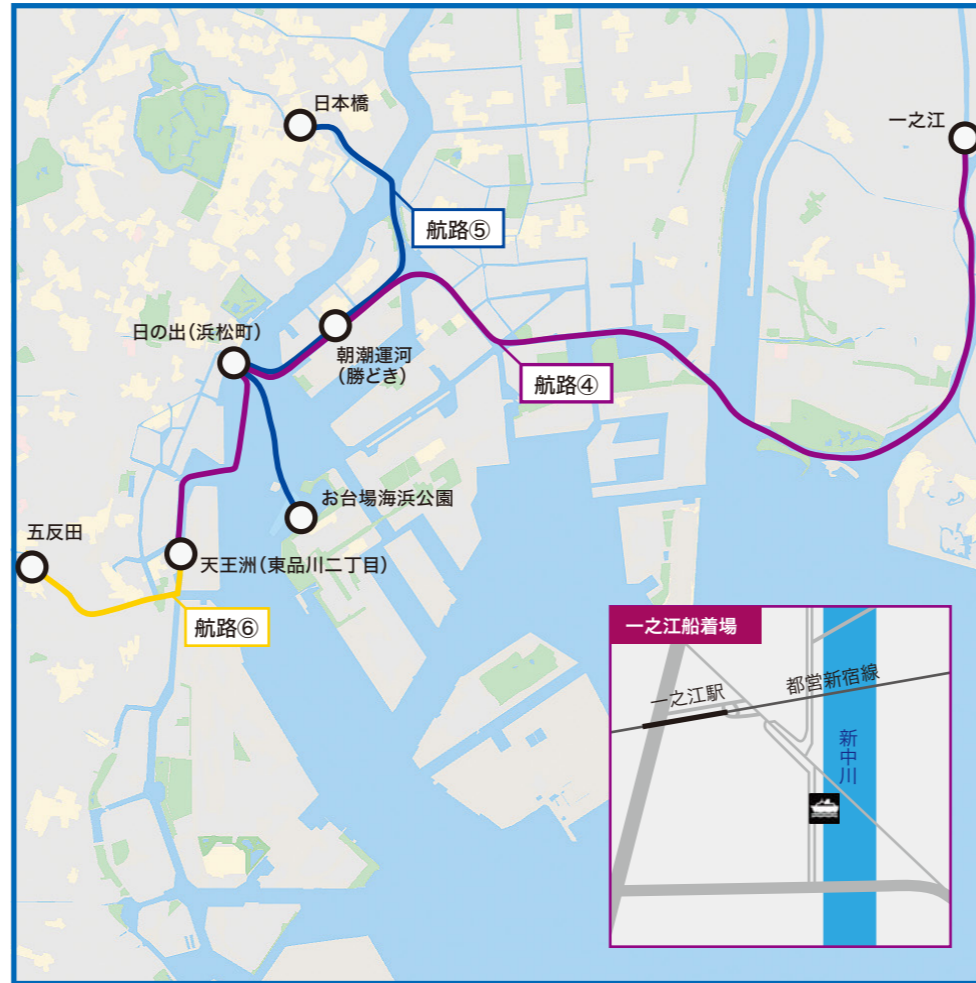 日本橋
一之江
航路⑤
日の出(浜松町)
朝潮運河
(勝どき)
航路④
お台場海浜公園
五反田
天王洲(東品川二丁目)
航路⑥
一之江船着場
一之江駅
都営新宿線
新中川